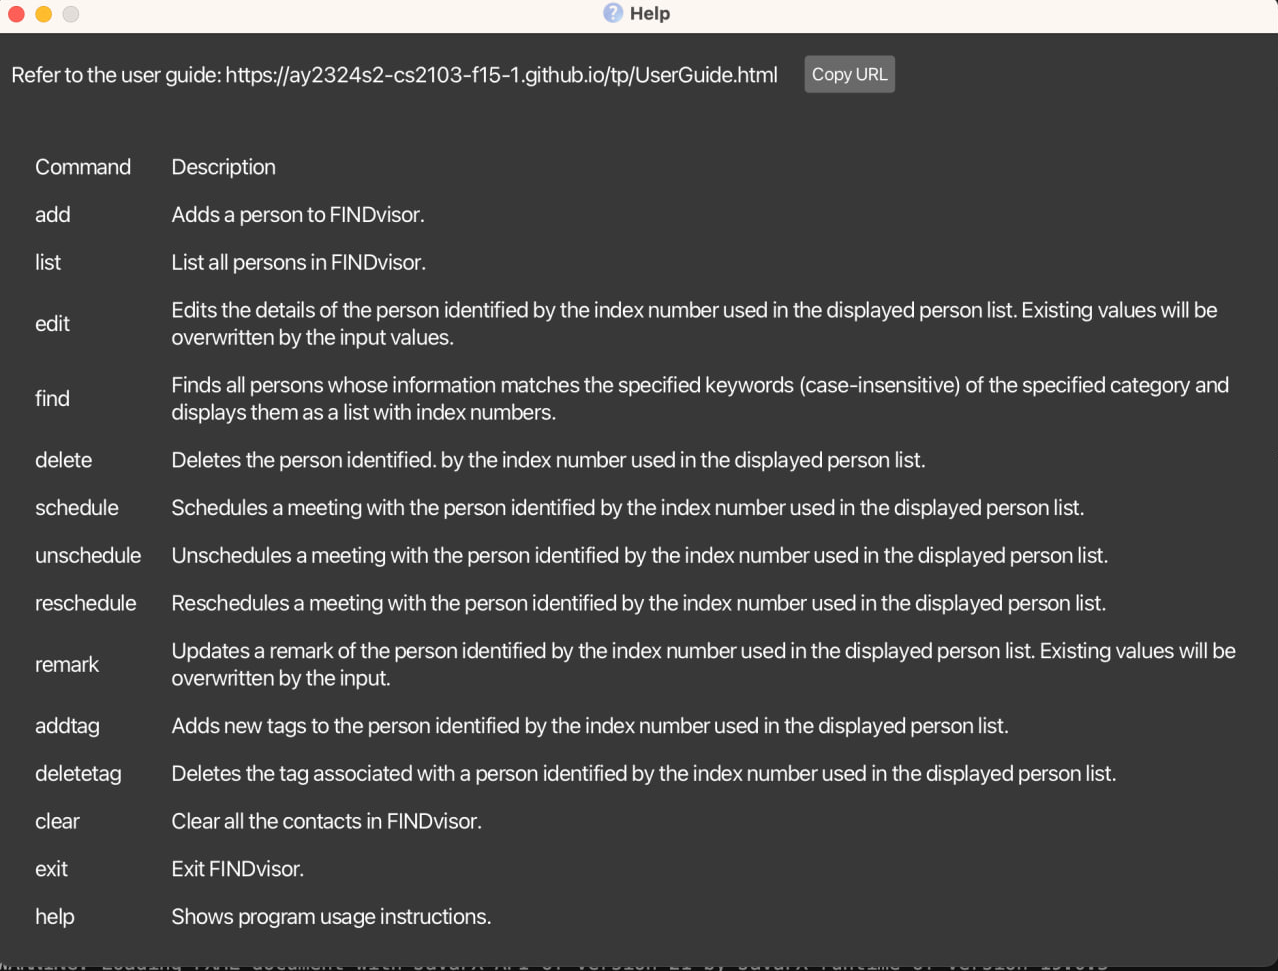 Help
Refer to the user guide: https://ay2324s2-cs2103-f15-1.github.io/tp/UserGuide.html Copy URL
Command Description
add Adds a person to FINDvisor.
list List all persons in FINDvisor.
Edits the details of the person identified by the index number used in the displayed person list. Existing values will be
edit
overwritten by the input values.
Finds all persons whose information matches the specified keywords (case-insensitive) of the specified category and
find
displays them as a list with index numbers.
delete Deletes the person identified. by the index number used in the displayed person list.
schedule Schedules a meeting with the person identified by the index number used in the displayed person list.
unschedule Unschedules a meeting with the person identified by the index number used in the displayed person list.
reschedule Reschedules a meeting with the person identified by the index number used in the displayed person list.
Updates a remark of the person identified by the index number used in the displayed person list. Existing values will be
remark
overwritten by the input.
addtag Adds new tags to the person identified by the index number used in the displayed person list.
deletetag Deletes the tag associated with a person identified by the index number used in the displayed person list.
clear Clear all the contacts in FINDvisor.
exit Exit FINDvisor.
help Shows program usage instructions.